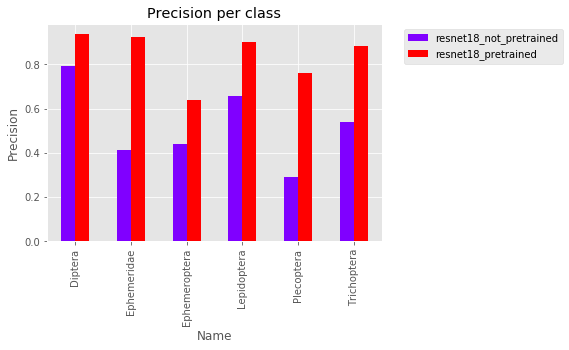 Precision per class
resnet18_not_pretrained
resnet18_pretrained
Precision
0.8
0.6
0.4
0.2
0.0
Diptera
Ephemeridae
Ephemeroptera
Lepidoptera
Plecoptera
Trichoptera
Name